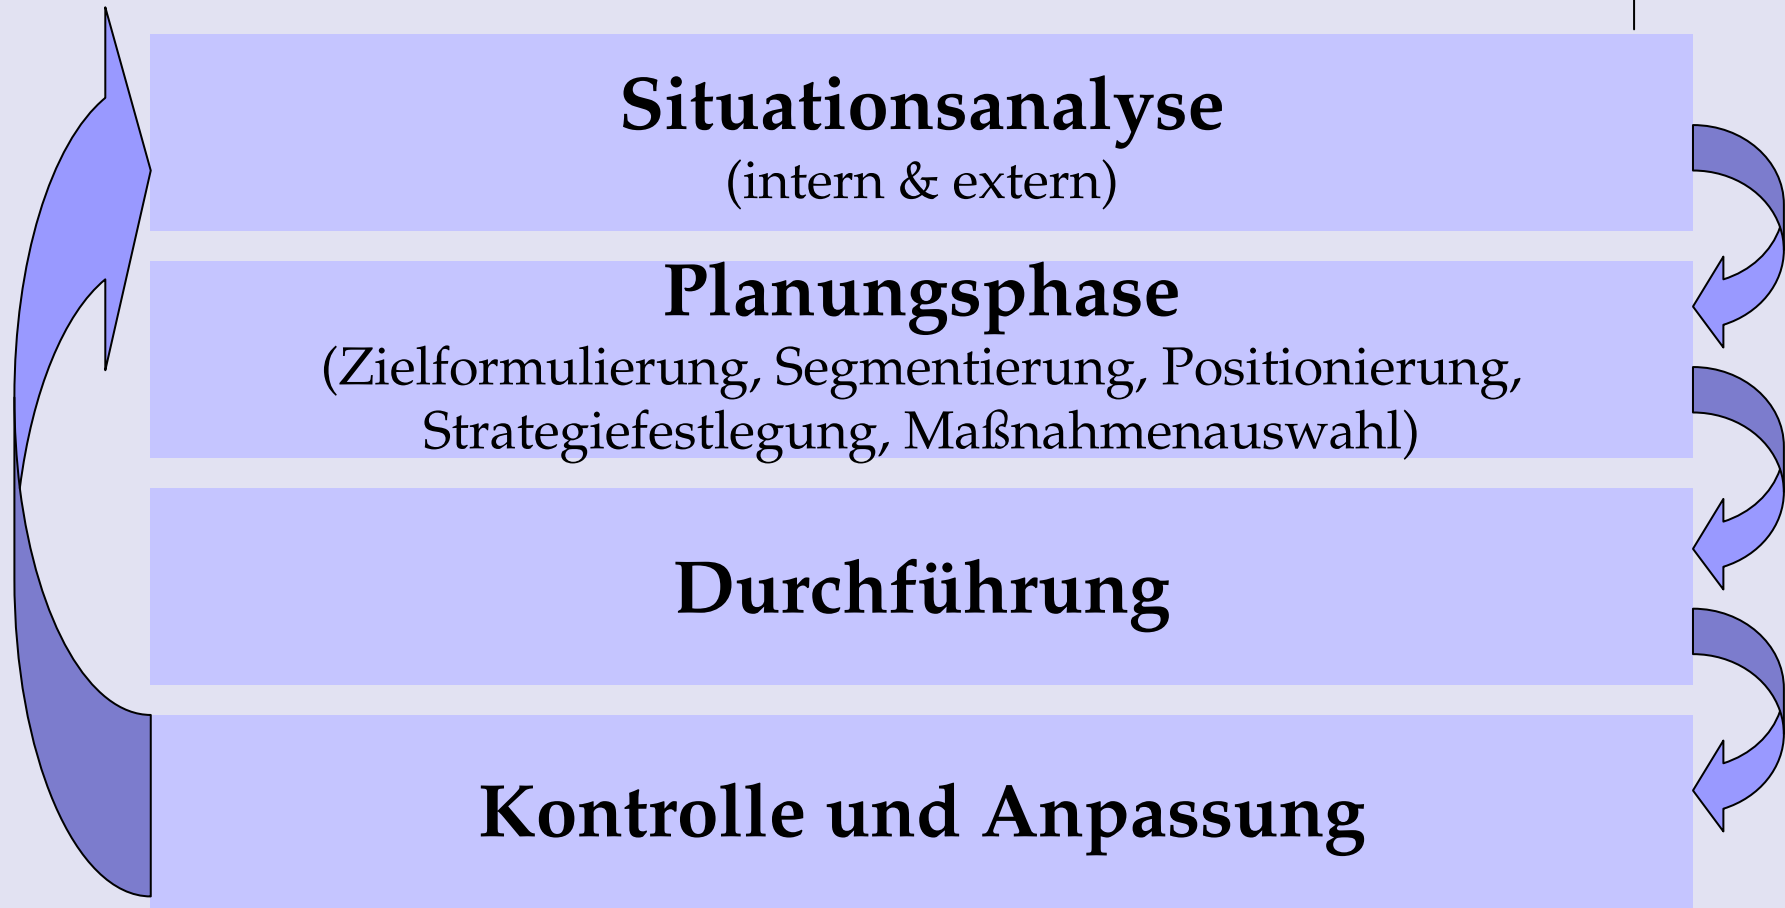 Situationsanalyse
(intern & extern)
Planungsphase
(Zielformulierung, Segmentierung, Positionierung,
Strategiefestlegung, Maßnahmenauswahl)
Durchführung
Kontrolle und Anpassung